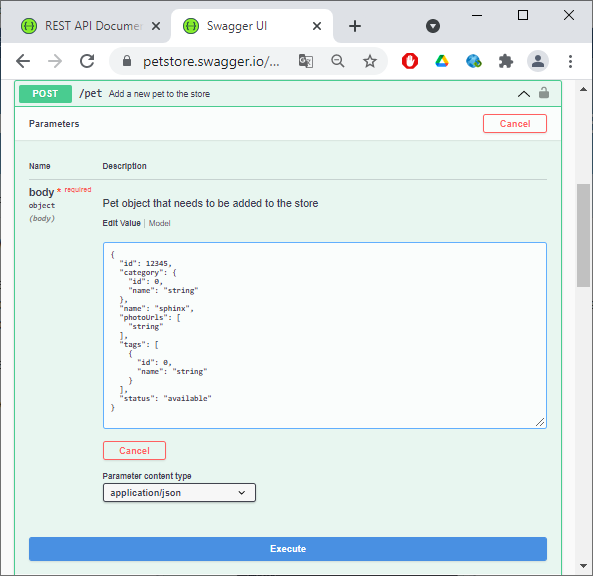 REST API Documen
Swagger UI
petstore.swagger.io/...
POST /pet Add a new pet to the store
Parameters
Cancel
Name Description
body * required
object
(body)
Pet object that needs to be added to the store
Edit Value | Model
{
  "id": 12345,
  "category": {
    "id": 0,
    "name": "string"
  },
  "name": "sphinx",
  "photoUrls": [
    "string"
  ],
  "tags": [
    {
      "id": 0,
      "name": "string"
    }
  ],
  "status": "available"
}
Cancel
Parameter content type
application/json
Execute